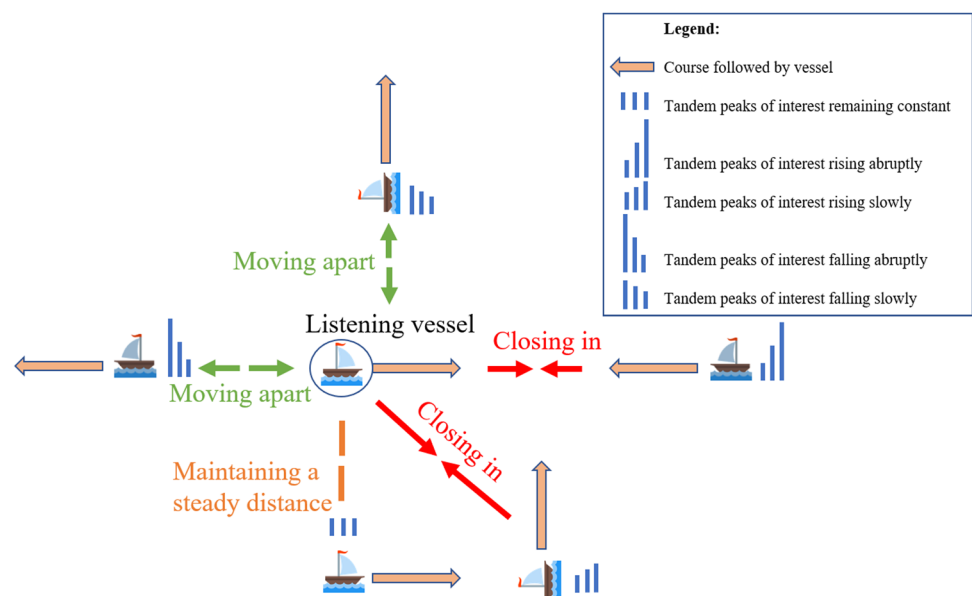 Legend:
Course followed by vessel
Tandem peaks of interest remaining constant
Tandem peaks of interest rising abruptly
Tandem peaks of interest rising slowly
Tandem peaks of interest falling abruptly
Tandem peaks of interest falling slowly
Moving apart
Listening vessel
Closing in
Moving apart
Closing in
Maintaining a
steady distance